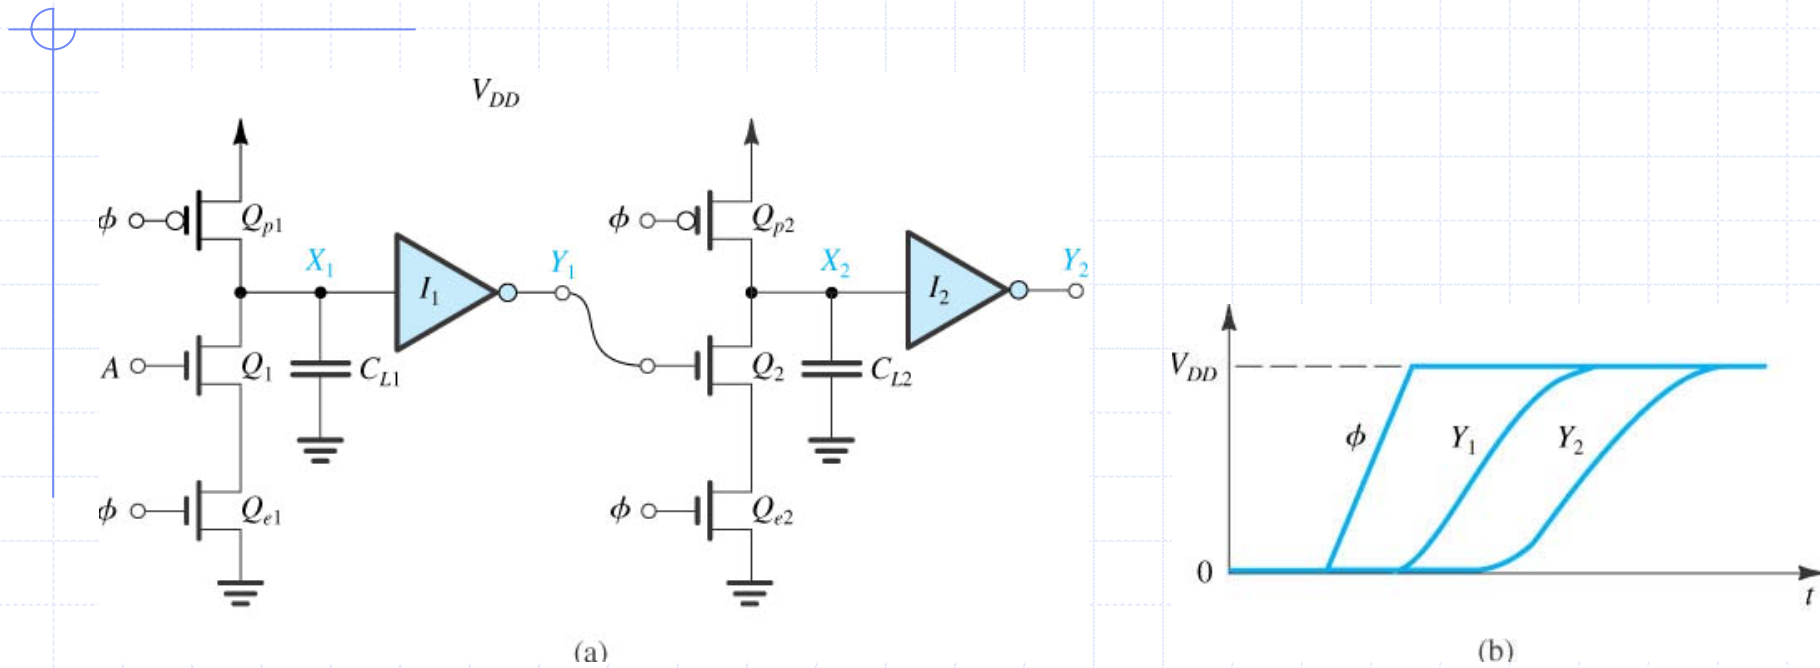 V_DD
ϕ Q_p1 ϕ Q_p2
X_1 Y_1 X_2 Y_2
I_1 I_2
A Q_1 C_L1 Q_2 C_L2
ϕ Q_e1 ϕ Q_e2
(a)
V_DD
ϕ Y_1 Y_2
0
t
(b)